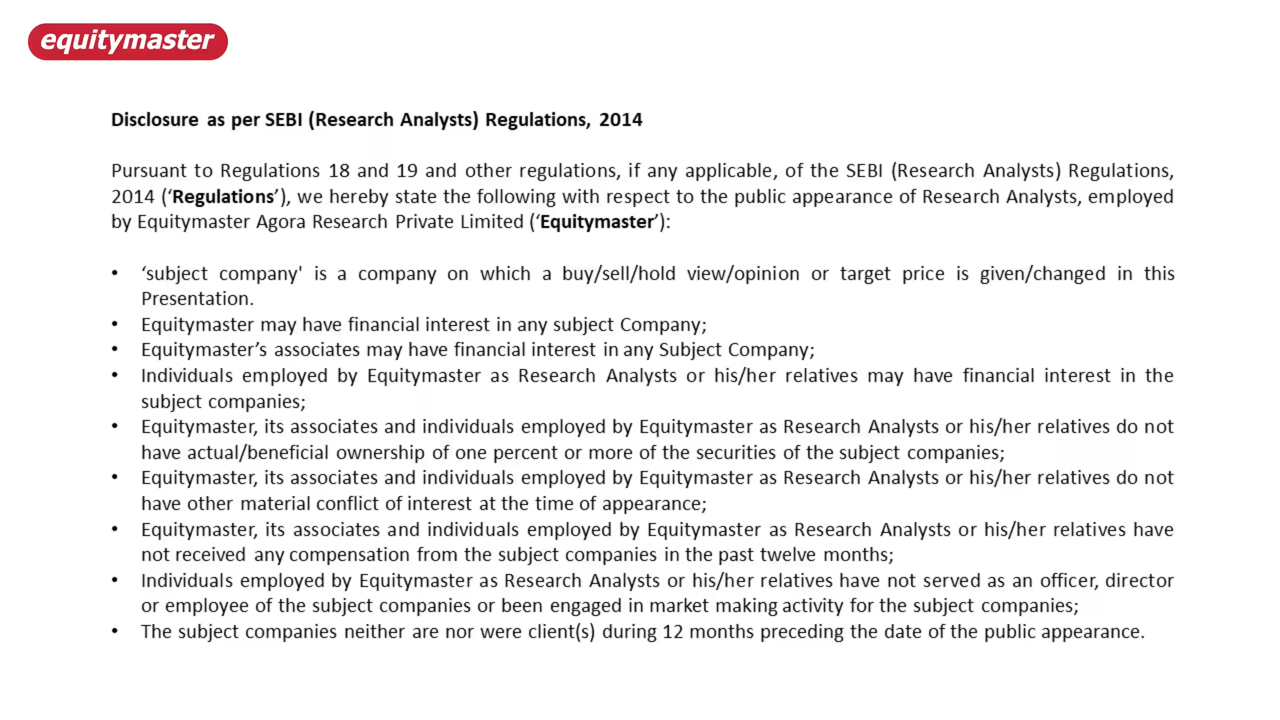 equitymaster
Disclosure as per SEBI (Research Analysts) Regulations, 2014
Pursuant to Regulations 18 and 19 and other regulations, if any applicable, of the SEBI (Research Analysts) Regulations,
2014 (‘Regulations’), we hereby state the following with respect to the public appearance of Research Analysts, employed
by Equitymaster Agora Research Private Limited (‘Equitymaster’):
• ‘subject company' is a company on which a buy/sell/hold view/opinion or target price is given/changed in this
Presentation.
• Equitymaster may have financial interest in any subject Company;
• Equitymaster’s associates may have financial interest in any Subject Company;
• Individuals employed by Equitymaster as Research Analysts or his/her relatives may have financial interest in the
subject companies;
• Equitymaster, its associates and individuals employed by Equitymaster as Research Analysts or his/her relatives do not
have actual/beneficial ownership of one percent or more of the securities of the subject companies;
• Equitymaster, its associates and individuals employed by Equitymaster as Research Analysts or his/her relatives do not
have other material conflict of interest at the time of appearance;
• Equitymaster, its associates and individuals employed by Equitymaster as Research Analysts or his/her relatives have
not received any compensation from the subject companies in the past twelve months;
• Individuals employed by Equitymaster as Research Analysts or his/her relatives have not served as an officer, director
or employee of the subject companies or been engaged in market making activity for the subject companies;
• The subject companies neither are nor were client(s) during 12 months preceding the date of the public appearance.